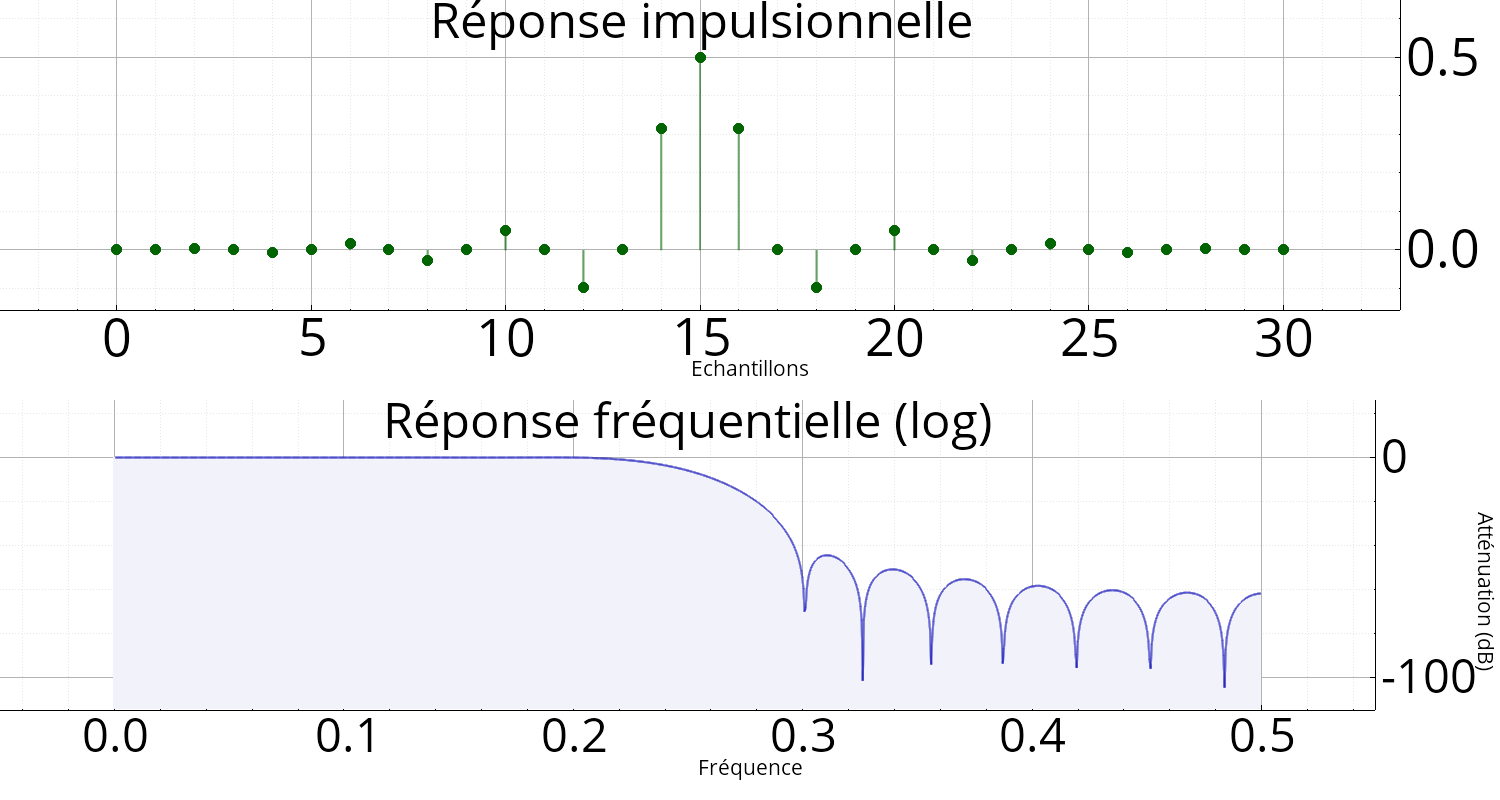 Réponse impulsionnelle
0.5
0.0
0 5 10 15 20 25 30
Echantillons
Réponse fréquentielle (log)
0
-100
Atténuation (dB)
0.0 0.1 0.2 0.3 0.4 0.5
Fréquence